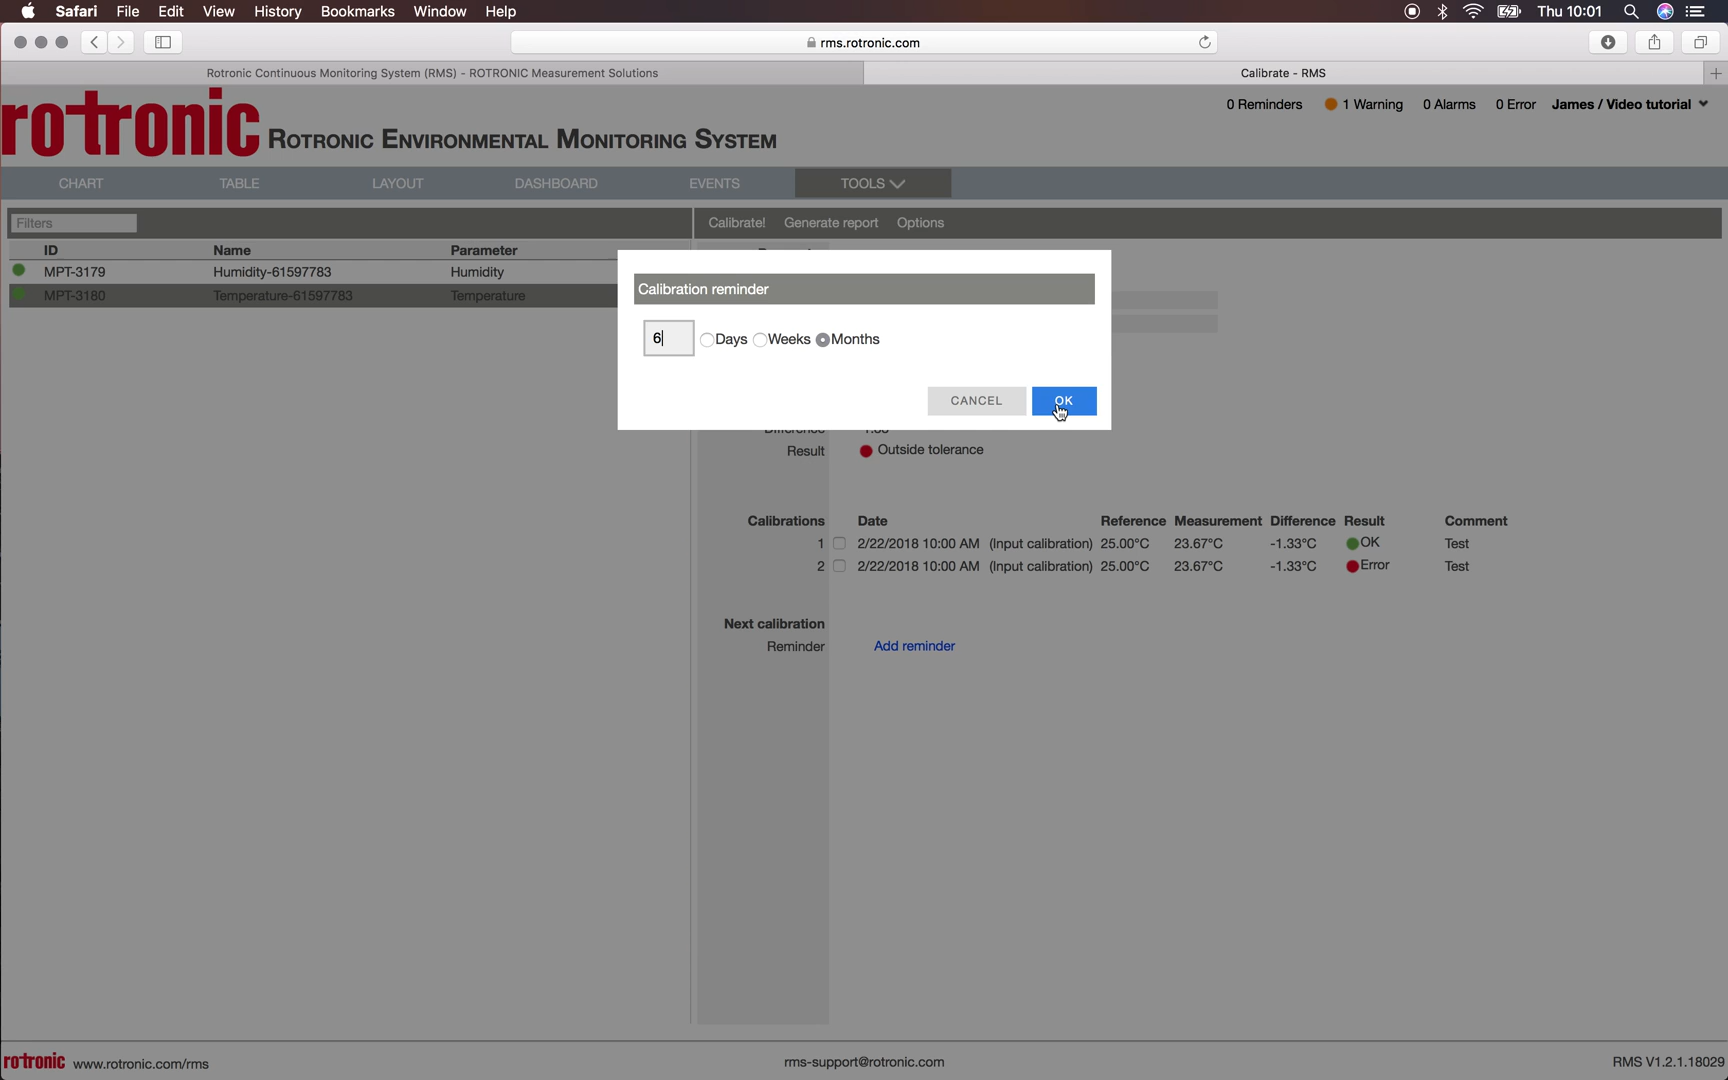 Safari File Edit View History Bookmarks Window Help Thu 10:01
rms.rotronic.com
Rotronic Continuous Monitoring System (RMS) - ROTRONIC Measurement Solutions Calibrate - RMS
rotronic ROTRONIC ENVIRONMENTAL MONITORING SYSTEM
0 Reminders 1 Warning 0 Alarms 0 Error James / Video tutorial
CHART TABLE LAYOUT DASHBOARD EVENTS TOOLS
Filters Calibrate! Generate report Options
ID Name Parameter
MPT-3179 Humidity-61597783 Humidity
MPT-3180 Temperature-61597783 Temperature
Calibration reminder
6 Days Weeks Months
CANCEL OK
Difference
Result Outside tolerance
Calibrations Date Reference Measurement Difference Result Comment
1 2/22/2018 10:00 AM (Input calibration) 25.00°C 23.67°C -1.33°C OK Test
2 2/22/2018 10:00 AM (Input calibration) 25.00°C 23.67°C -1.33°C Error Test
Next calibration
Reminder Add reminder
rotronic www.rotronic.com/rms rms-support@rotronic.com RMS V1.2.1.18029